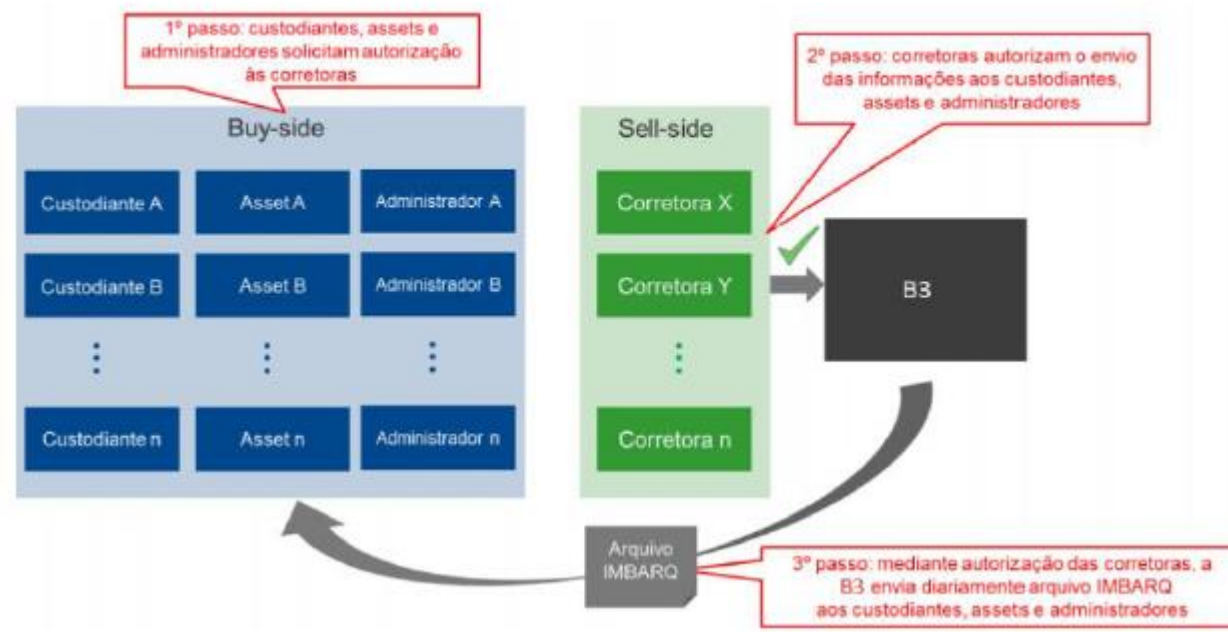 1º passo: custodiantes, assets e
administradores solicitam autorização
às corretoras
2º passo: corretoras autorizam o envio
das informações aos custodiantes,
assets e administradores
Buy-side
Sell-side
Custodiante A
Asset A
Administrador A
Corretora X
Custodiante B
Asset B
Administrador B
Corretora Y
B3
Custodiante n
Asset n
Administrador n
Corretora n
Arquivo
IMBARQ
3º passo: mediante autorização das corretoras, a
B3 envia diariamente arquivo IMBARQ
aos custodiantes, assets e administradores